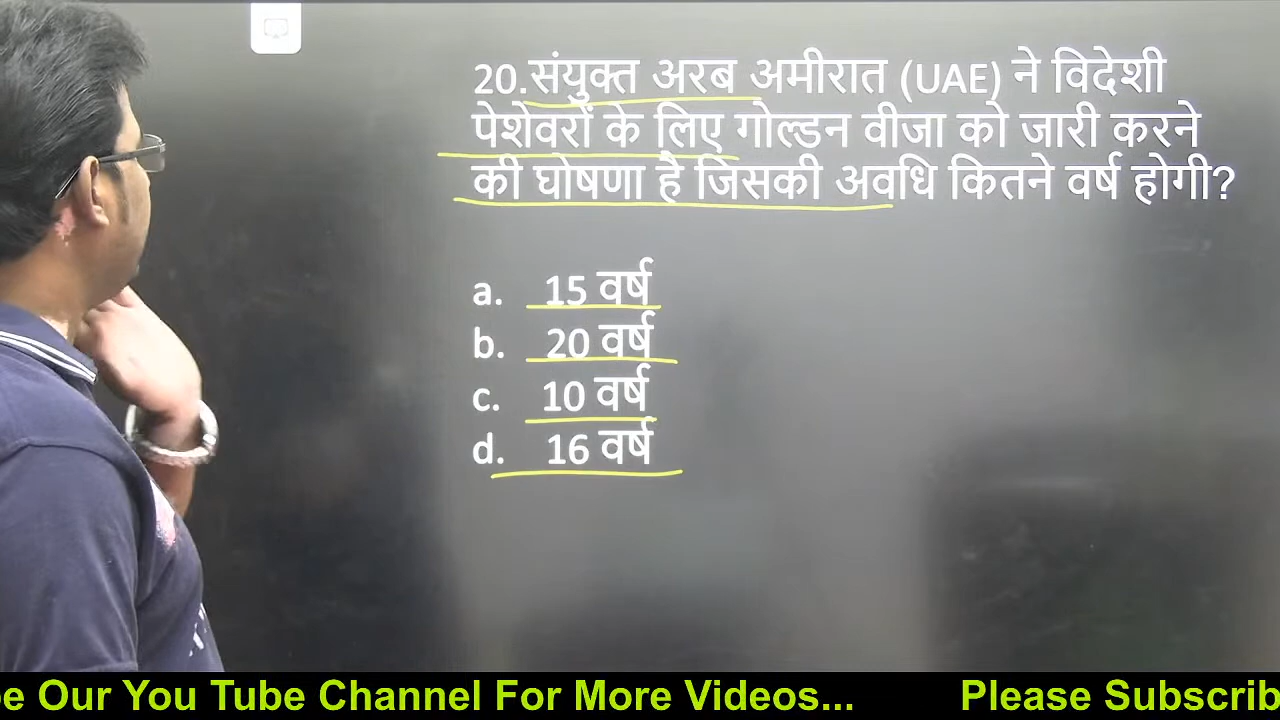 20.संयुक्त अरब अमीरात (UAE) ने विदेशी
पेशेवरों के लिए गोल्डन वीजा को जारी करने
की घोषणा है जिसकी अवधि कितने वर्ष होगी?
a. 15 वर्ष
b. 20 वर्ष
c. 10 वर्ष
d. 16 वर्ष
be Our You Tube Channel For More Videos... Please Subscrib